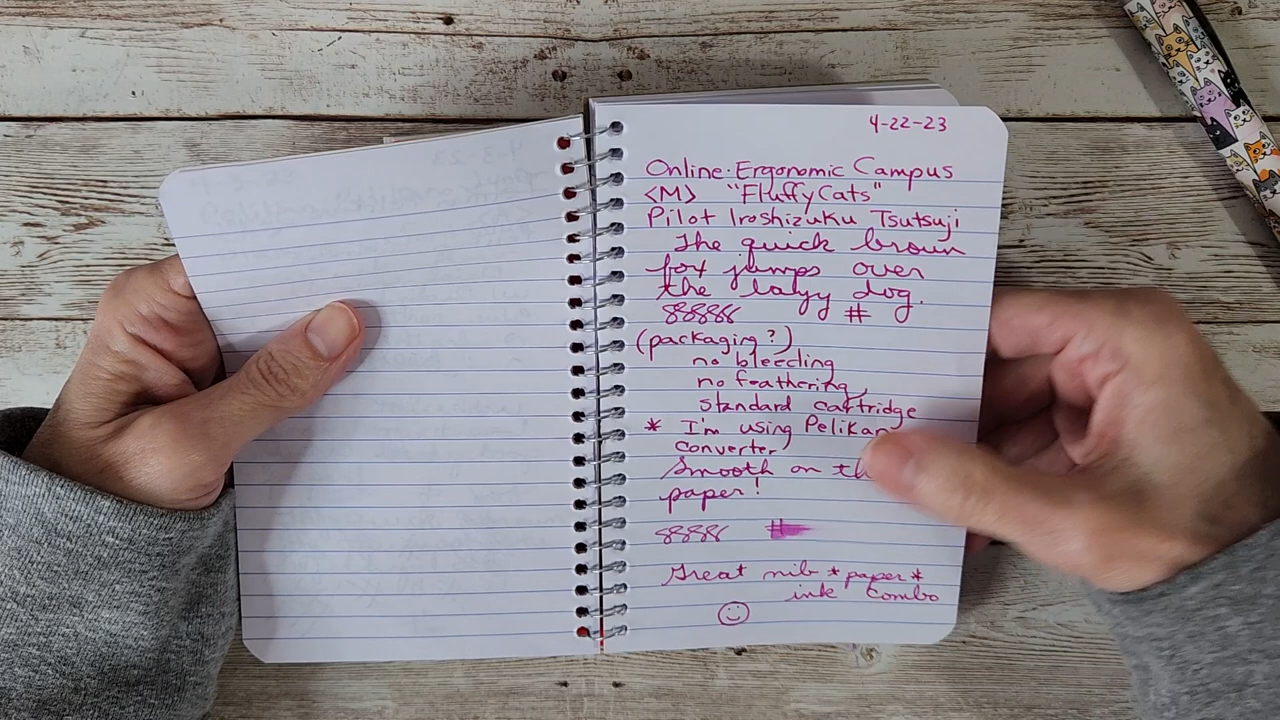 4-22-23
Online Ergonomic Campus
<M> "Fluffy Cats"
Pilot Iroshizuku Tsutsuji
The quick brown
fox jumps over
the lazy dog.
88888 #
(packaging?)
no bleeding
no feathering
standard cartridge
* I'm using Pelikan
converter
Smooth on
paper!
88888 #
Great nib * paper *
ink combo